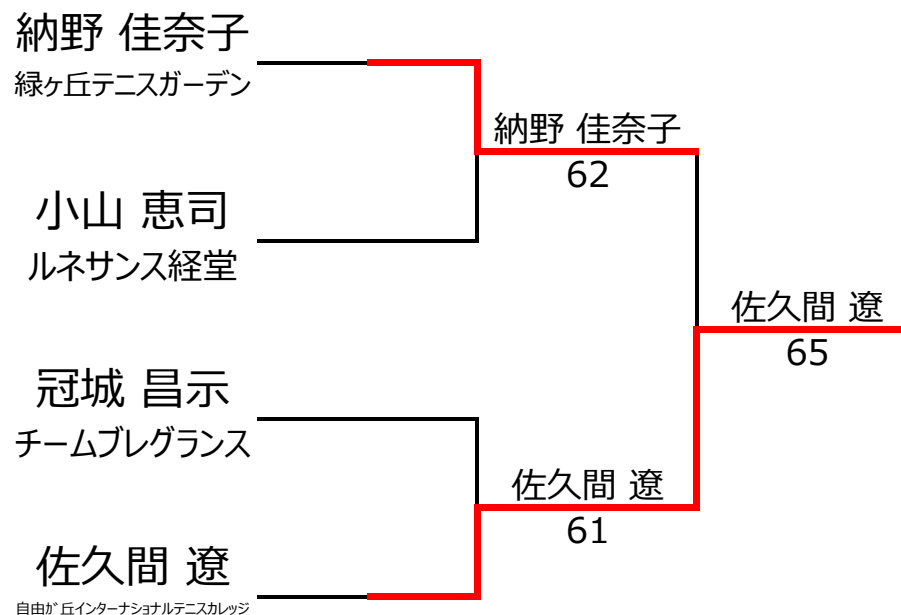 納野 佳奈子
緑ヶ丘テニスガーデン
納野 佳奈子
62
小山 恵司
ルネサンス経堂
佐久間 遼
65
冠城 昌示
チームブレグランス
佐久間 遼
61
佐久間 遼
自由が丘インターナショナルテニスカレッジ